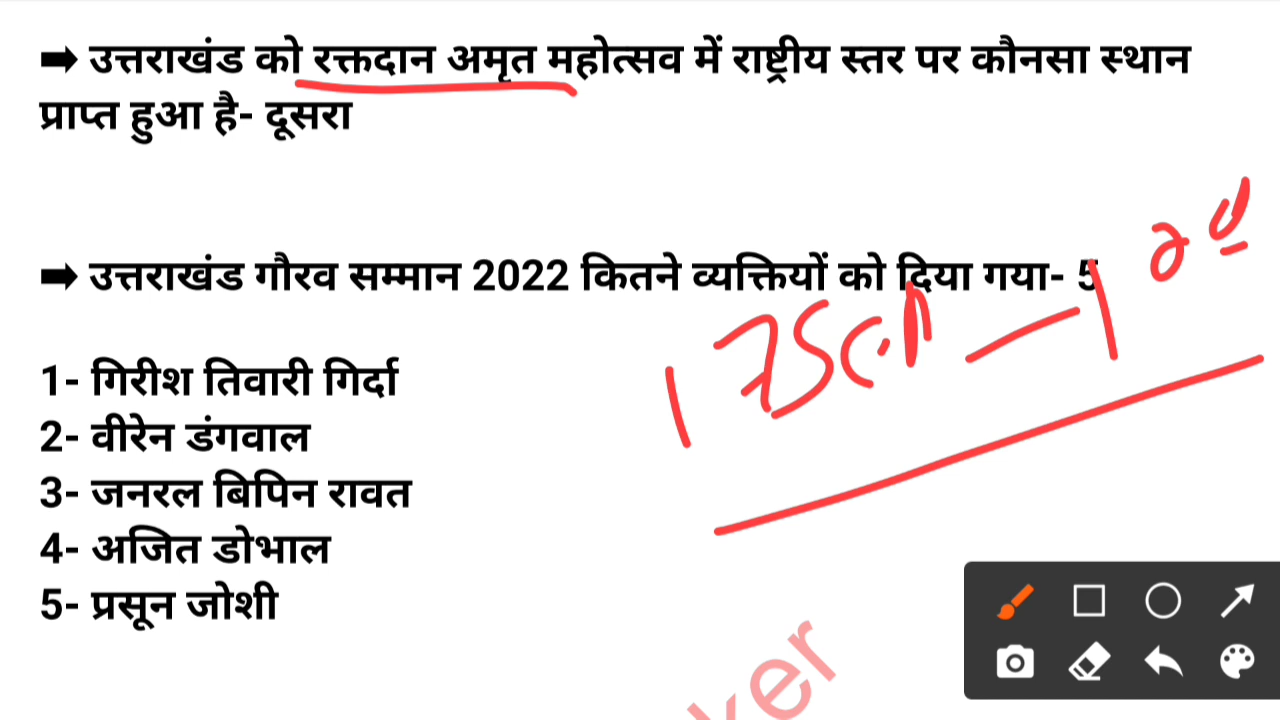 ➡ उत्तराखंड को रक्तदान अमृत महोत्सव में राष्ट्रीय स्तर पर कौनसा स्थान
प्राप्त हुआ है- दूसरा
➡ उत्तराखंड गौरव सम्मान 2022 कितने व्यक्तियों को दिया गया- 5
1- गिरीश तिवारी गिर्दा
2- वीरेन डंगवाल
3- जनरल बिपिन रावत
4- अजित डोभाल
5- प्रसून जोशी